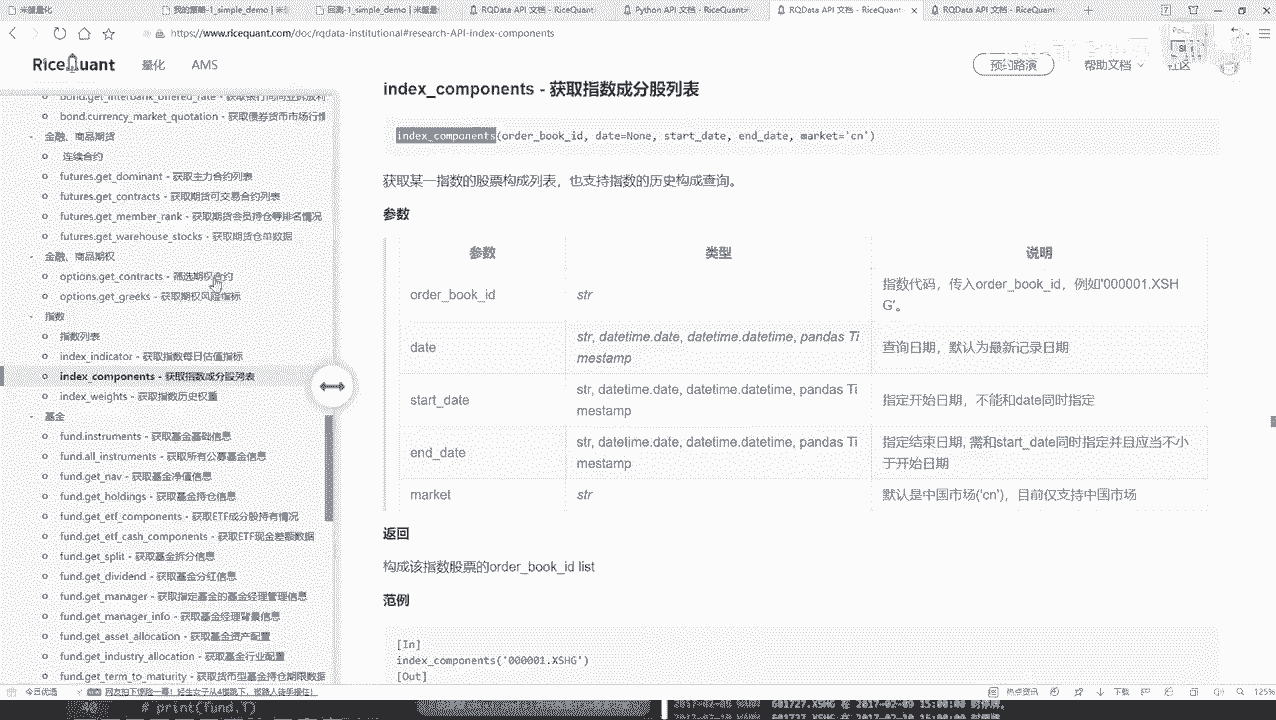 米筐量化
我的策略-1_simple_demo | 米
回测-1_simple_demo | 米筐量
RQData API 文档 - RiceQuant
Python API 文档 - RiceQuant
RQData API 文档 - RiceQuant
RQData API 文档 - RiceQuant
https://www.ricequant.com/doc/rqdata-institutional#research-API-index-components
RiceQuant
量化
AMS
预约路演
帮助文档
社区
bond.get_interbank_offered_rate - 获取银行间同业拆放利
bond.currency_market_quotation - 获取债券货币市场行情
金融、商品期货
连续合约
futures.get_dominant - 获取主力合约列表
futures.get_contracts - 获取期货可交易合约列表
futures.get_member_rank - 获取期货会员持仓等排名情况
futures.get_warehouse_stocks - 获取期货仓单数据
金融、商品期权
options.get_contracts - 筛选期权合约
options.get_greeks - 获取期权风险指标
指数
指数列表
index_indicator - 获取指数每日估值指标
index_components - 获取指数成分股列表
index_weights - 获取指数历史权重
基金
fund.instruments - 获取基金基础信息
fund.all_instruments - 获取所有公募基金信息
fund.get_nav - 获取基金净值信息
fund.get_holdings - 获取基金持仓信息
fund.get_etf_components - 获取ETF成分股持有情况
fund.get_etf_cash_components - 获取ETF现金差额数据
fund.get_split - 获取基金拆分信息
fund.get_dividend - 获取基金分红信息
fund.get_manager - 获取指定基金的基金经理管理信息
fund.get_manager_info - 获取基金经理背景信息
fund.get_asset_allocation - 获取基金资产配置
fund.get_industry_allocation - 获取基金行业配置
fund.get_term_to_maturity - 获取货币型基金持仓期限数据
index_components - 获取指数成分股列表
index_components(order_book_id, date=None, start_date, end_date, market='cn')
获取某一指数的股票构成列表，也支持指数的历史构成查询。
参数
参数 类型 说明
order_book_id str 指数代码，传入order_book_id，例如'000001.XSH
G'。
date str, datetime.date, datetime.datetime, pandas Ti
mestamp 查询日期，默认为最新记录日期
start_date str, datetime.date, datetime.datetime, pandas Ti
mestamp 指定开始日期，不能和date同时指定
end_date str, datetime.date, datetime.datetime, pandas Ti
mestamp 指定结束日期, 需和start_date同时指定并且应当不小
于开始日期
market str 默认是中国市场('cn')，目前仅支持中国市场
返回
构成该指数股票的order_book_id list
范例
[In]
index_components('000001.XSHG')
[Out]
今日优选
热点资讯
下载
125%
# print(fund.T)